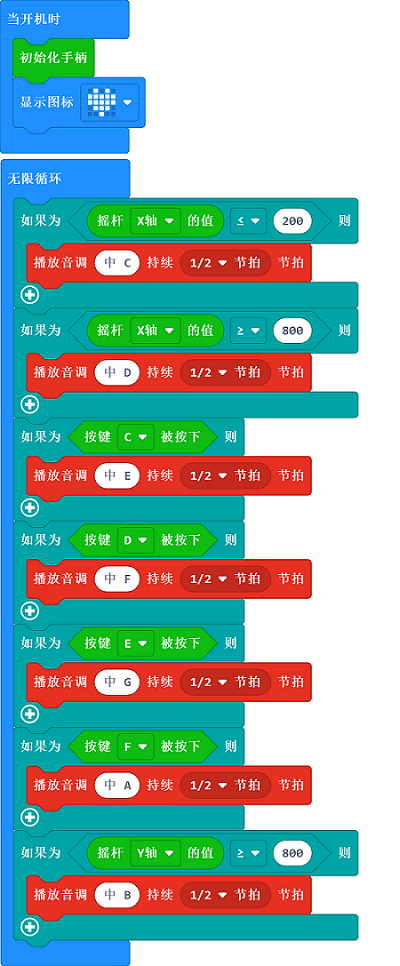 当开机时
初始化手柄
显示图标
无限循环
如果为 摇杆 X轴 的值 ≤ 200 则
播放音调 中 C 持续 1/2 节拍 节拍
如果为 摇杆 X轴 的值 ≥ 800 则
播放音调 中 D 持续 1/2 节拍 节拍
如果为 按键 C 被按下 则
播放音调 中 E 持续 1/2 节拍 节拍
如果为 按键 D 被按下 则
播放音调 中 F 持续 1/2 节拍 节拍
如果为 按键 E 被按下 则
播放音调 中 G 持续 1/2 节拍 节拍
如果为 按键 F 被按下 则
播放音调 中 A 持续 1/2 节拍 节拍
如果为 摇杆 Y轴 的值 ≥ 800 则
播放音调 中 B 持续 1/2 节拍 节拍